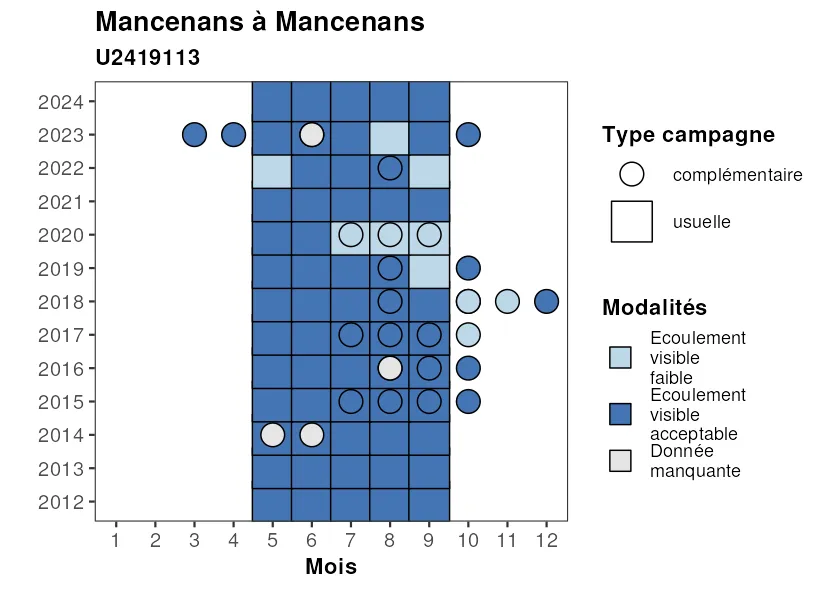 Mancenans à Mancenans
U2419113
2024
2023
2022
2021
2020
2019
2018
2017
2016
2015
2014
2013
2012
1 2 3 4 5 6 7 8 9 10 11 12
Mois
Type campagne
complémentaire
usuelle
Modalités
Ecoulement
visible
faible
Ecoulement
visible
acceptable
Donnée
manquante